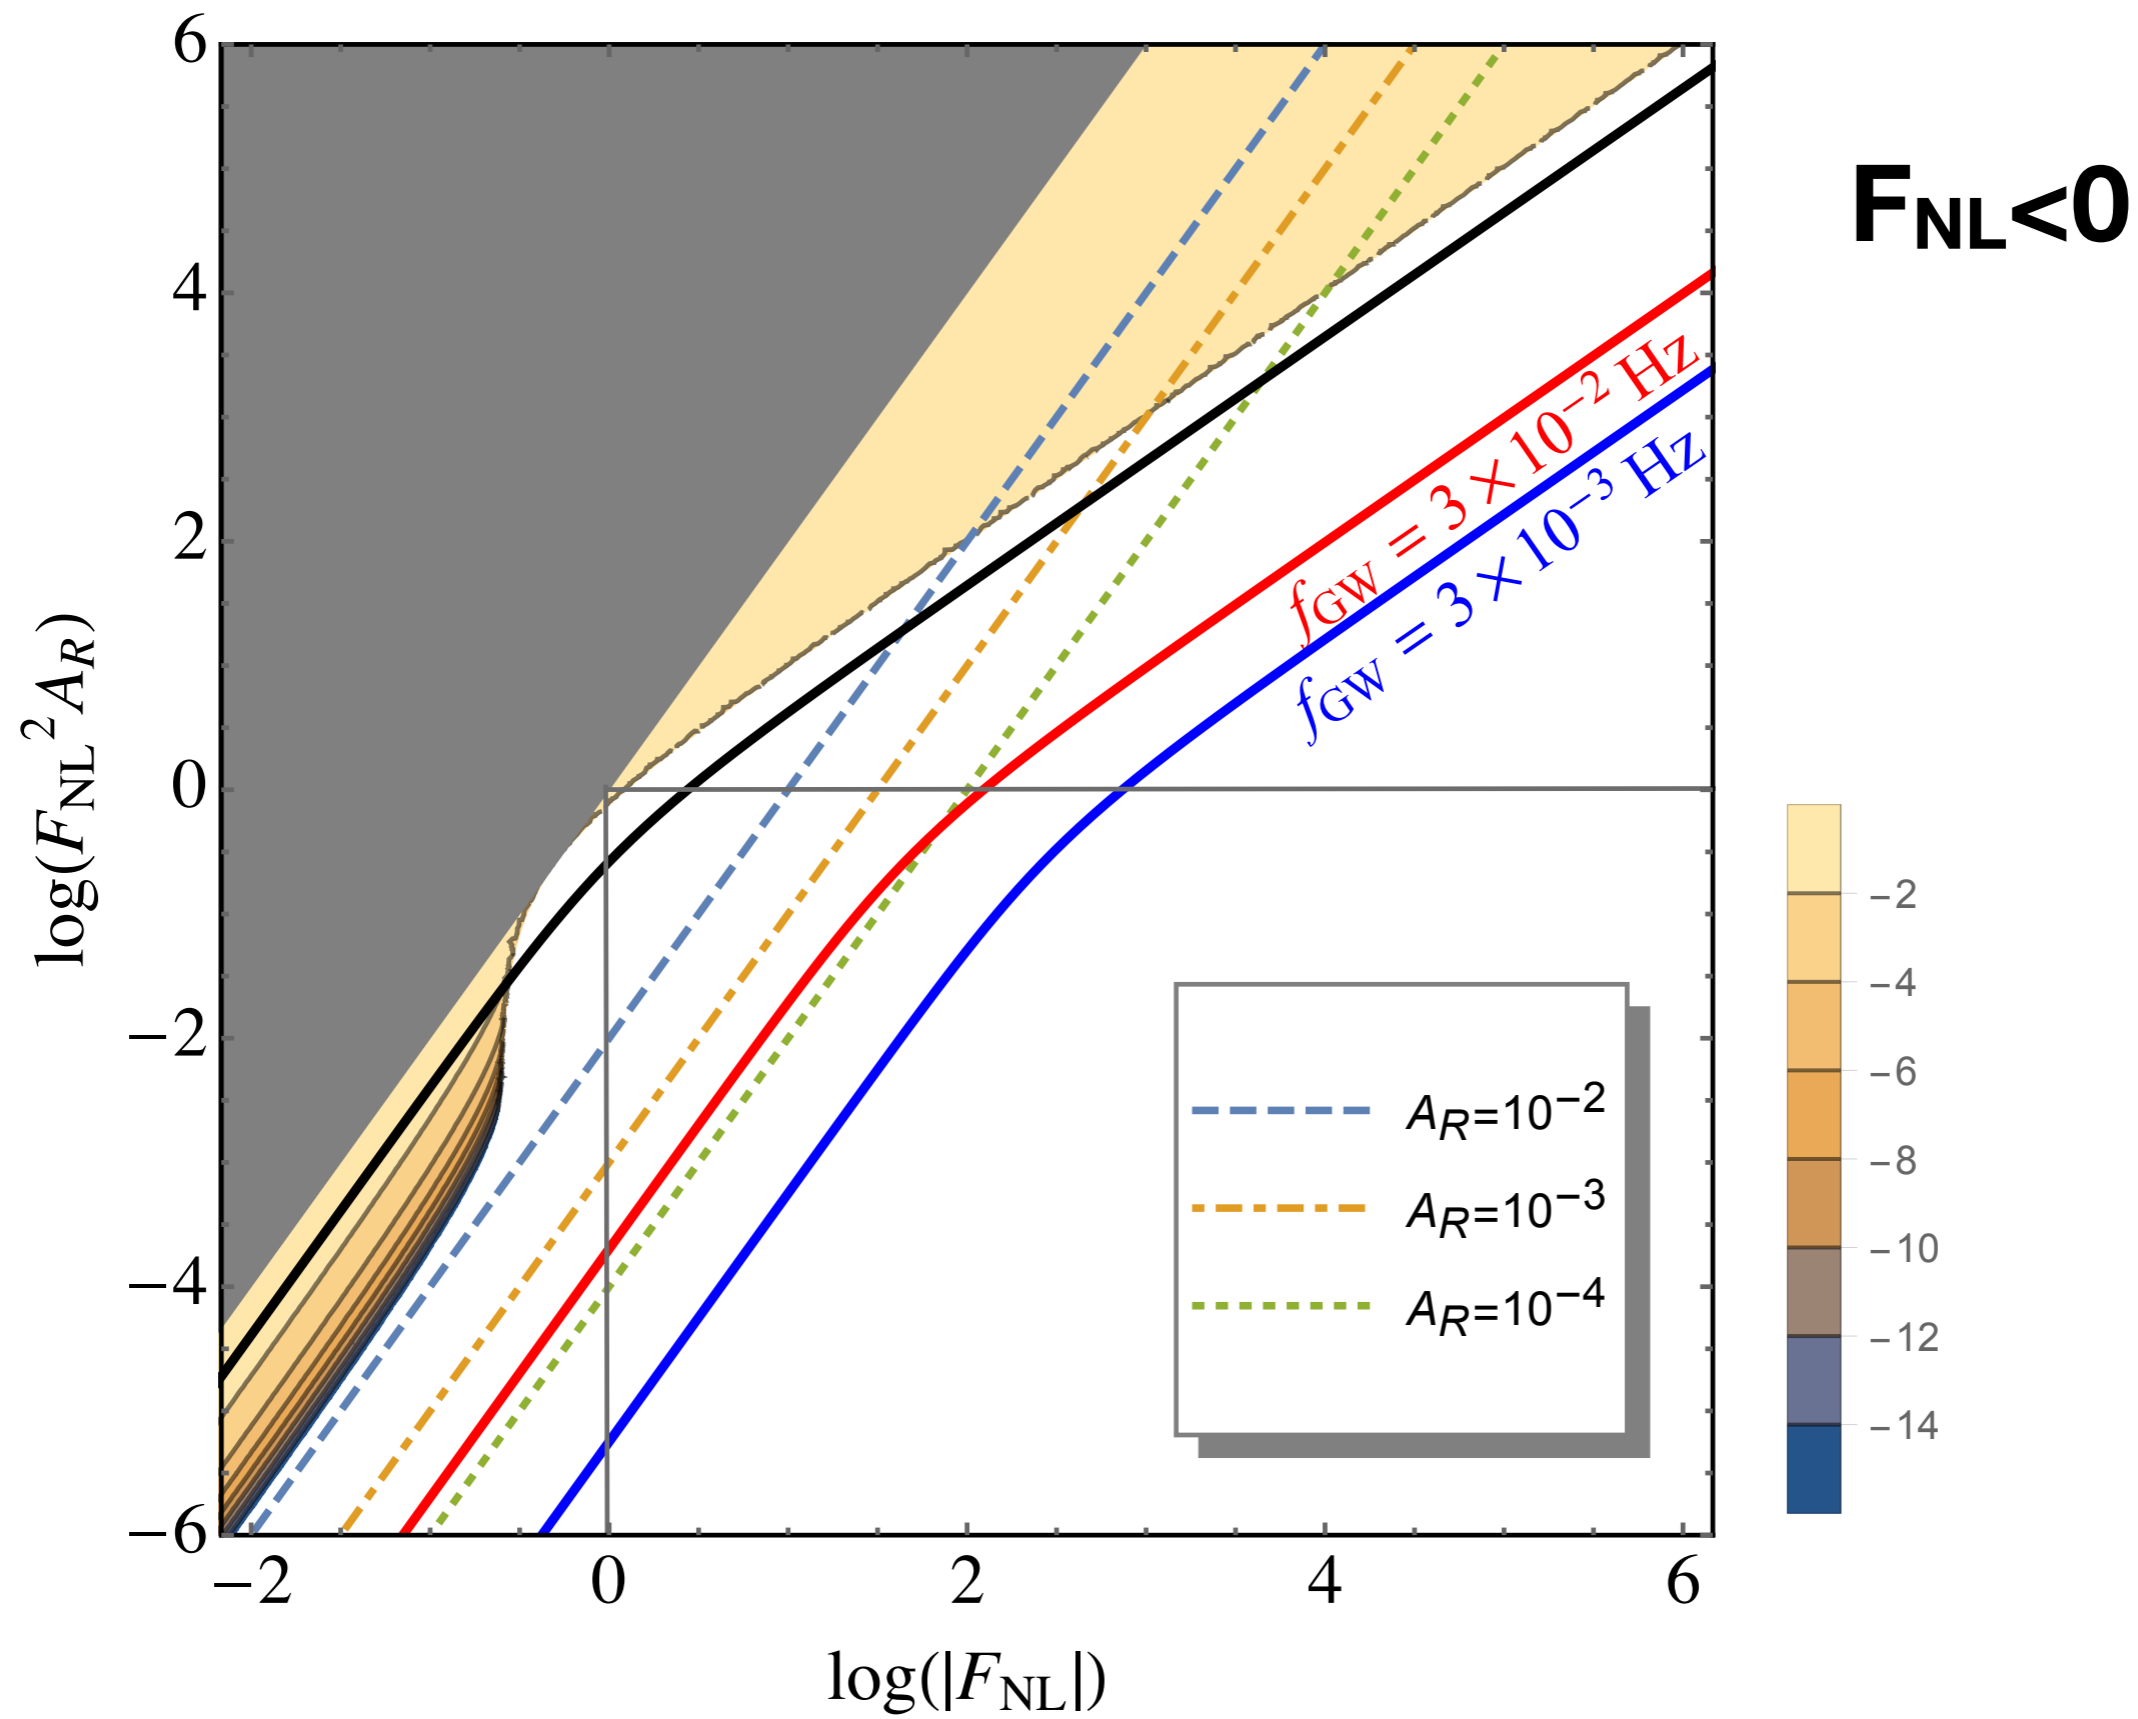 6
4
2
0
−2
−4
−6
log(F_NL² A_R)
F_NL<0
f_GW = 3 × 10⁻² Hz
f_GW = 3 × 10⁻³ Hz
A_R=10⁻²
A_R=10⁻³
A_R=10⁻⁴
−2
−4
−6
−8
−10
−12
−14
−2 0 2 4 6
log(|F_NL|)